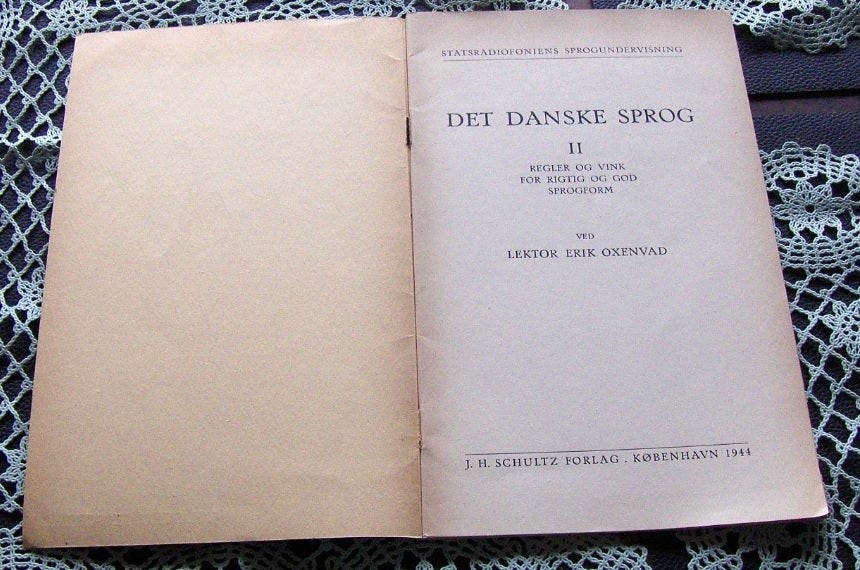 STATSRADIOFONIENS SPROGUNDERVISNING
DET DANSKE SPROG
II
REGLER OG VINK
FOR RIGTIG OG GOD
SPROGFORM
VED
LEKTOR ERIK OXENVAD
J. H. SCHULTZ FORLAG . KØBENHAVN 1944